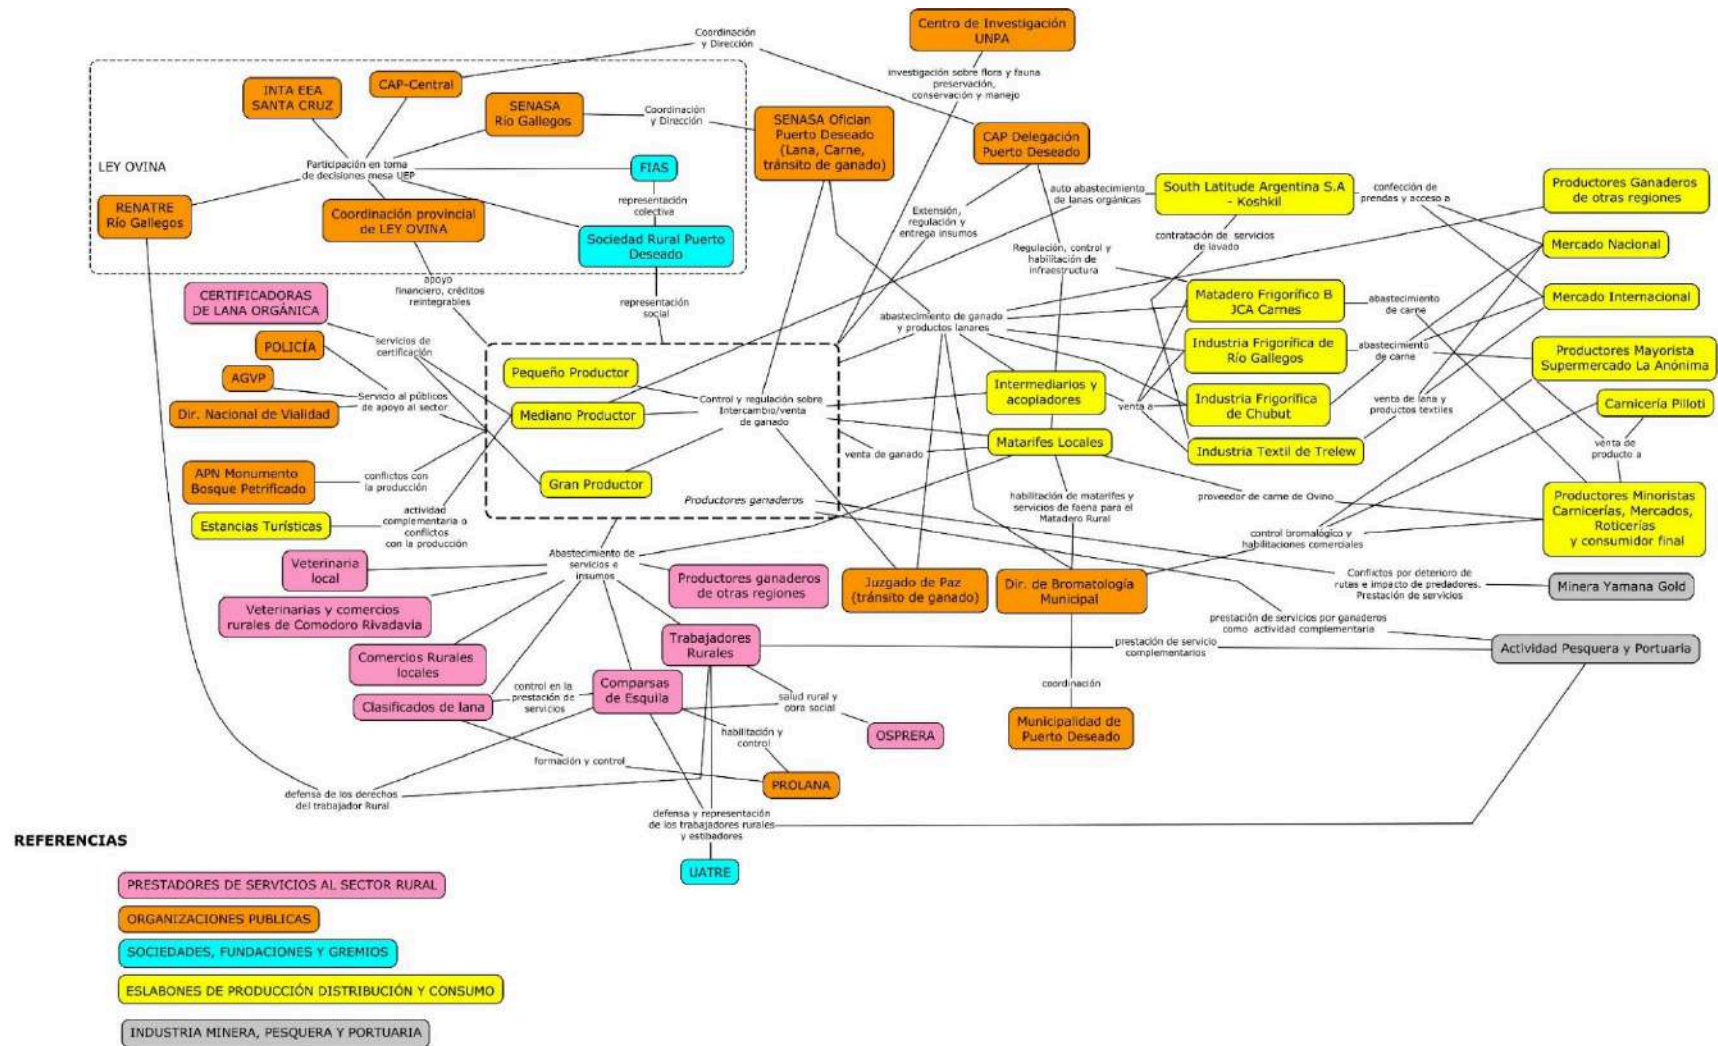 Centro de Investigación
UNPA
Coordinación
y Dirección
investigación sobre flora y fauna
preservación,
conservación y manejo
INTA EEA
SANTA CRUZ
CAP-Central
SENASA
Río Gallegos
Coordinación
y Dirección
SENASA Ofician
Puerto Deseado
(Lana, Carne,
tránsito de ganado)
CAP Delegación
Puerto Deseado
LEY OVINA
Participación en toma
de decisiones mesa UEP
FIAS
RENATRE
Río Gallegos
Coordinación provincial
de LEY OVINA
representación
colectiva
Sociedad Rural Puerto
Deseado
Extensión,
regulación y
entrega insumos
auto abastecimiento
de lanas orgánicas
South Latitude Argentina S.A
- Koshkil
confección de
prendas y acceso a
Productores Ganaderos
de otras regiones
contratación de servicios
de lavado
Mercado Nacional
Regulación, control y
habilitación de
infraestructura
apoyo
financiero, créditos
reintegrables
CERTIFICADORAS
DE LANA ORGÁNICA
representación
social
abastecimiento de ganado
y productos lanares
Matadero Frigorífico B
JCA Carnes
abastecimiento
de carne
Mercado Internacional
POLICÍA
servicios de
certificación
Industria Frigorífica de
Río Gallegos
abastecimiento
de carne
Productores Mayorista
Supermercado La Anónima
AGVP
Pequeño Productor
Servicio al públicos
de apoyo al sector
Control y regulación sobre
Intercambio/venta
de ganado
Intermediarios y
acopiadores
venta a
Industria Frigorífica
de Chubut
venta de lana y
productos textiles
Carnicería Pilloti
Dir. Nacional de Vialidad
Mediano Productor
Matarifes Locales
venta de ganado
Industria Textil de Trelew
venta de
producto a
APN Monumento
Bosque Petrificado
conflictos con
la producción
Gran Productor
Productores ganaderos
habilitación de matarifes y
servicios de faena para el
Matadero Rural
proveedor de carne de Ovino
Productores Minoristas
Carnicerías, Mercados,
Roticerías
y consumidor final
Estancias Turísticas
actividad
complementaria o
conflictos
con la producción
control bromalógico y
habilitaciones comerciales
Veterinaria
local
Abastecimiento de
servicios e
insumos
Productores ganaderos
de otras regiones
Juzgado de Paz
(tránsito de ganado)
Dir. de Bromatología
Municipal
Conflictos por deterioro de
rutas e impacto de predadores.
Prestación de servicios
Minera Yamana Gold
Veterinarias y comercios
rurales de Comodoro Rivadavia
prestación de servicios por ganaderos
como actividad complementaria
Trabajadores
Rurales
prestación de servicio
complementarios
Actividad Pesquera y Portuaria
Comercios Rurales
locales
control en la
prestación de
servicios
Comparsas
de Esquila
salud rural y
obra social
coordinación
Clasificados de lana
OSPRERA
Municipalidad de
Puerto Deseado
habilitación y
control
formación y control
PROLANA
defensa de los derechos
del trabajador Rural
defensa y representación
de los trabajadores rurales
y estibadores
UATRE
REFERENCIAS
PRESTADORES DE SERVICIOS AL SECTOR RURAL
ORGANIZACIONES PUBLICAS
SOCIEDADES, FUNDACIONES Y GREMIOS
ESLABONES DE PRODUCCIÓN DISTRIBUCIÓN Y CONSUMO
INDUSTRIA MINERA, PESQUERA Y PORTUARIA